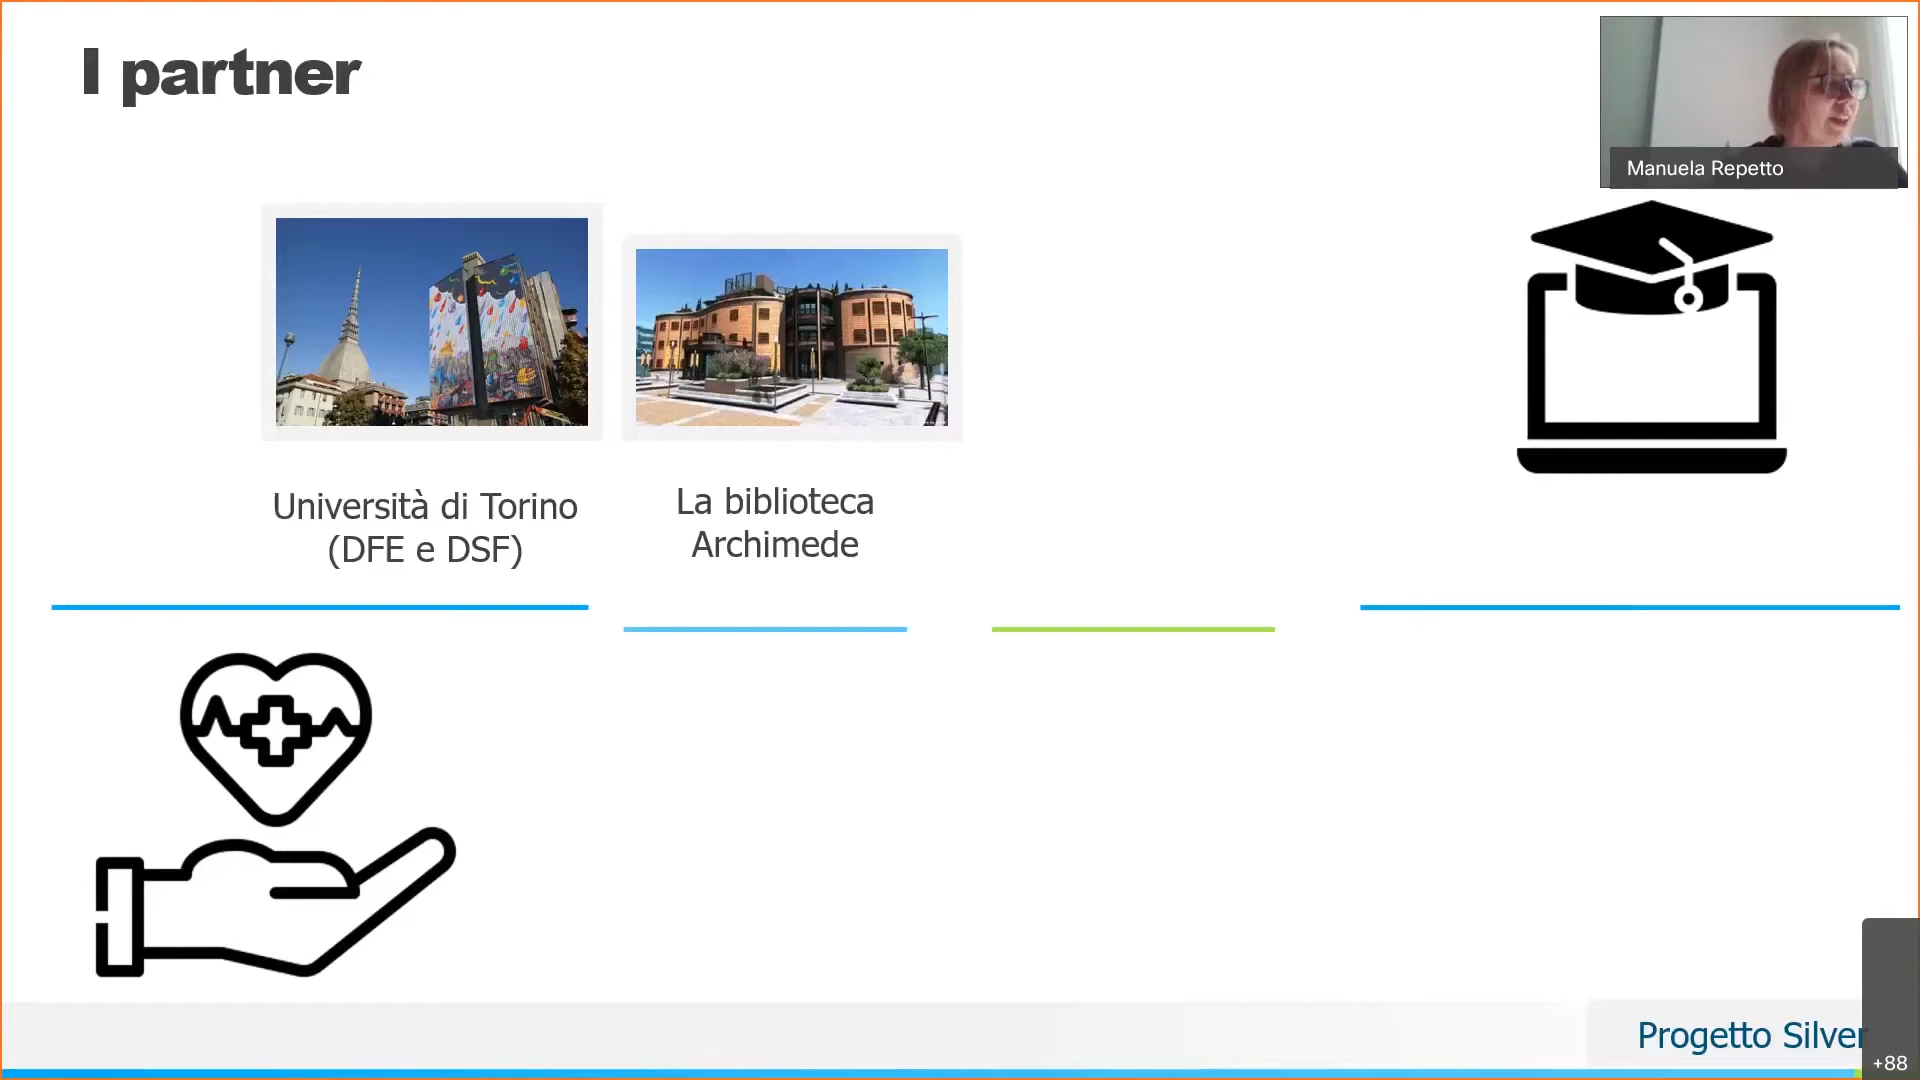 I partner
Manuela Repetto
Università di Torino
(DFE e DSF)
La biblioteca
Archimede
Progetto Silver
+88